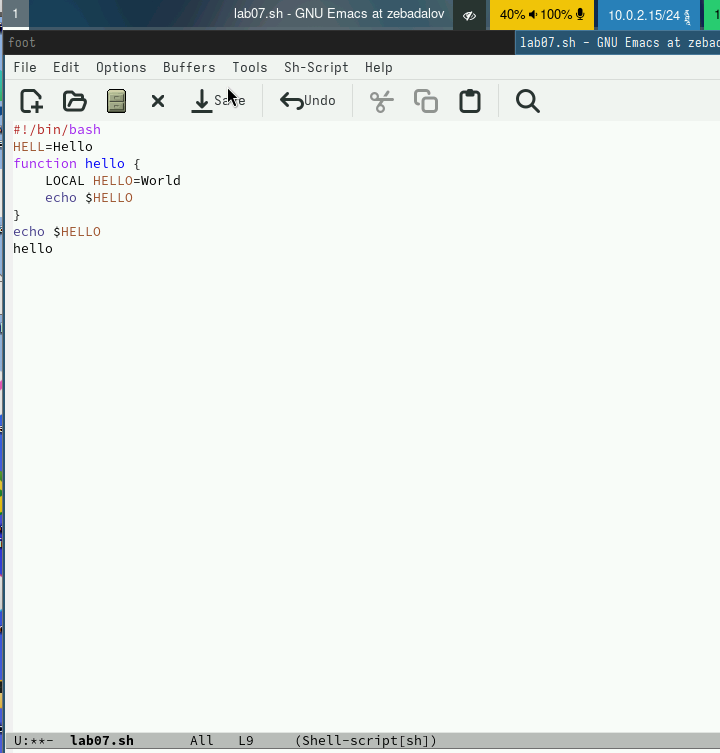 1 lab07.sh - GNU Emacs at zebadalov 40% 100% 10.0.2.15/24 1
foot lab07.sh - GNU Emacs at zebad
File Edit Options Buffers Tools Sh-Script Help
Save Undo
#!/bin/bash
HELL=Hello
function hello {
    LOCAL HELLO=World
    echo $HELLO
}
echo $HELLO
hello
U:**- lab07.sh All L9 (Shell-script[sh])